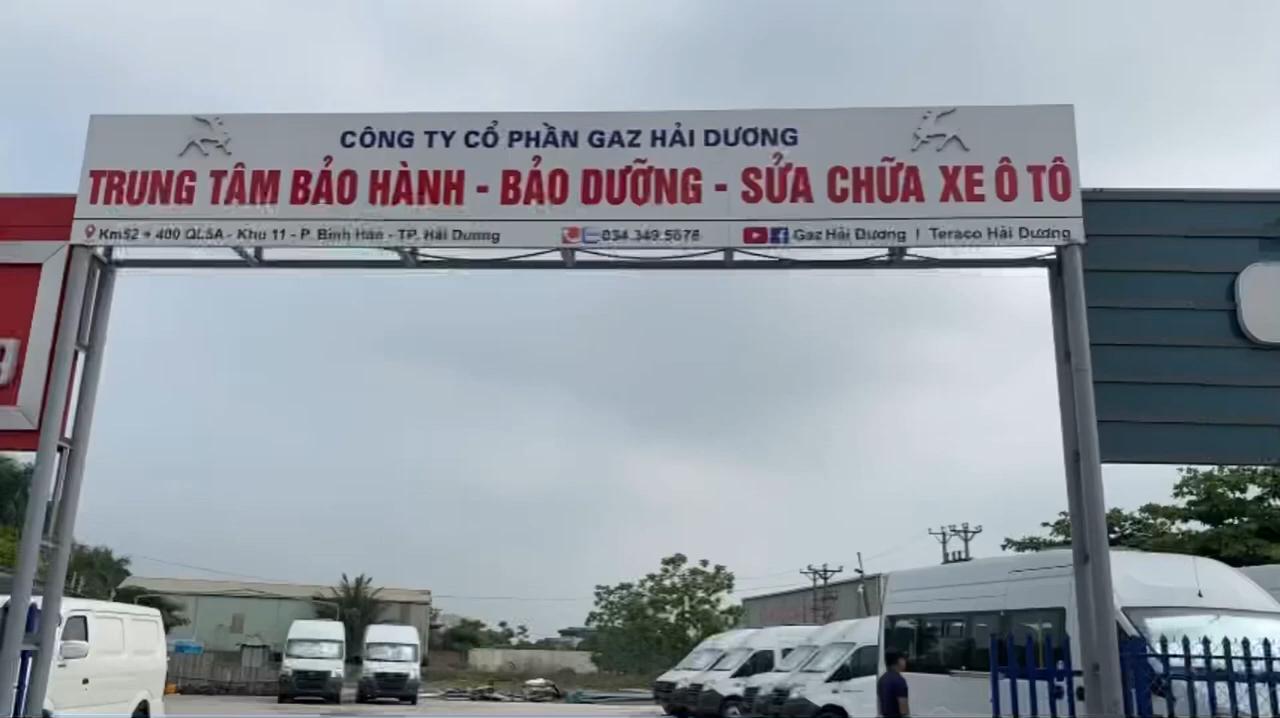 CÔNG TY CỔ PHẦN GAZ HẢI DƯƠNG
TRUNG TÂM BẢO HÀNH - BẢO DƯỠNG - SỬA CHỮA XE Ô TÔ
Km52 + 400 QL5A - Khu 11 - P. Bình Hàn - TP. Hải Dương
034.349.5678
Gaz Hải Dương | Teraco Hải Dương